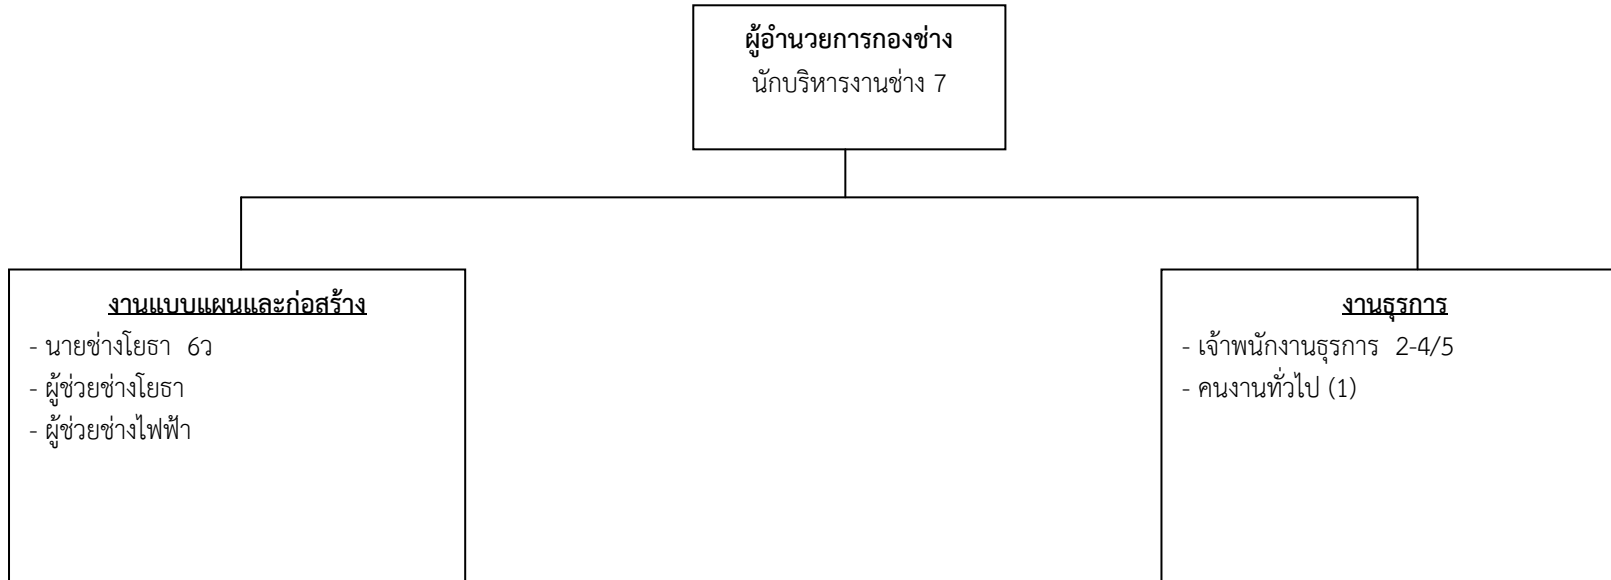 ผู้อำนวยการกองช่าง
นักบริหารงานช่าง 7
งานแบบแผนและก่อสร้าง
- นายช่างโยธา 6ว
- ผู้ช่วยช่างโยธา
- ผู้ช่วยช่างไฟฟ้า
งานธุรการ
- เจ้าพนักงานธุรการ 2-4/5
- คนงานทั่วไป (1)